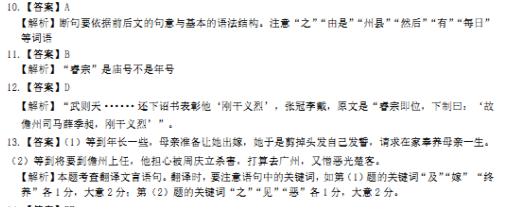 10.【答案】A
【解析】断句要依据前后文的句意与基本的语法结构。注意“之”“由是”“州县”“然后”“有”“每日”
等词语
11.【答案】B
【解析】“睿宗”是庙号不是年号
12.【答案】D
【解析】“武则天······还下诏书表彰他‘刚干义烈’，张冠李戴，原文是“睿宗即位，下制曰：‘故
儋州司马薛季昶，刚干义烈’”。
13.【答案】（1）等到年长一些，母亲准备让她出嫁，她于是剪掉头发自己发誓，请求在家奉养母亲一生。
（2）等到将要到儋州上任，他担心被周庆立杀害，打算去广州，又憎恶光楚客。
【解析】本题考查翻译文言语句。翻译时，要注意语句中的关键词，如第（1）题的关键词“及”“嫁”“终
养”各1分，大意2分；第（2）题的关键词“之”“见”“恶”各1分，大意2分。